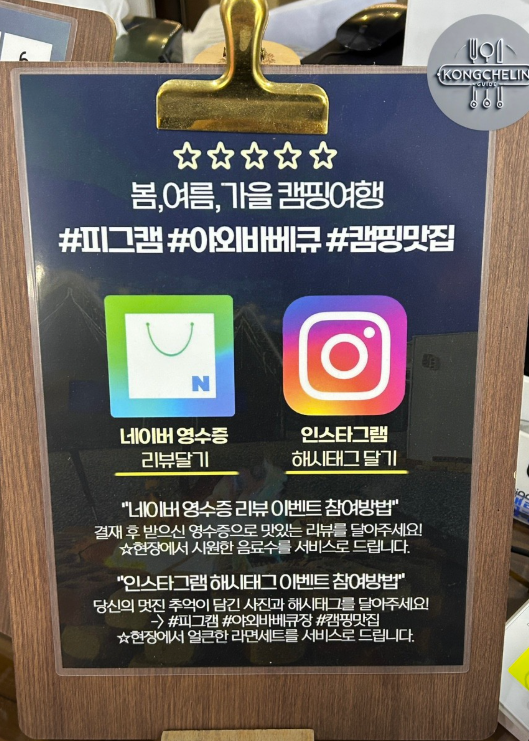 6
KONGCHELIN
GUIDE
☆☆☆☆☆
봄,여름,가을 캠핑여행
#피그캠 #야외바베큐 #캠핑맛집
N
네이버 영수증
리뷰달기
인스타그램
해시태그 달기
"네이버 영수증 리뷰 이벤트 참여방법"
결재 후 받으신 영수증으로 맛있는 리뷰를 달아주세요!
☆현장에서 시원한 음료수를 서비스로 드립니다.
"인스타그램 해시태그 이벤트 참여방법"
당신의 멋진 추억이 담긴 사진과 해시태그를 달아주세요!
-> #피그캠 #야외바베큐장 #캠핑맛집
☆현장에서 얼큰한 라면세트를 서비스로 드립니다.